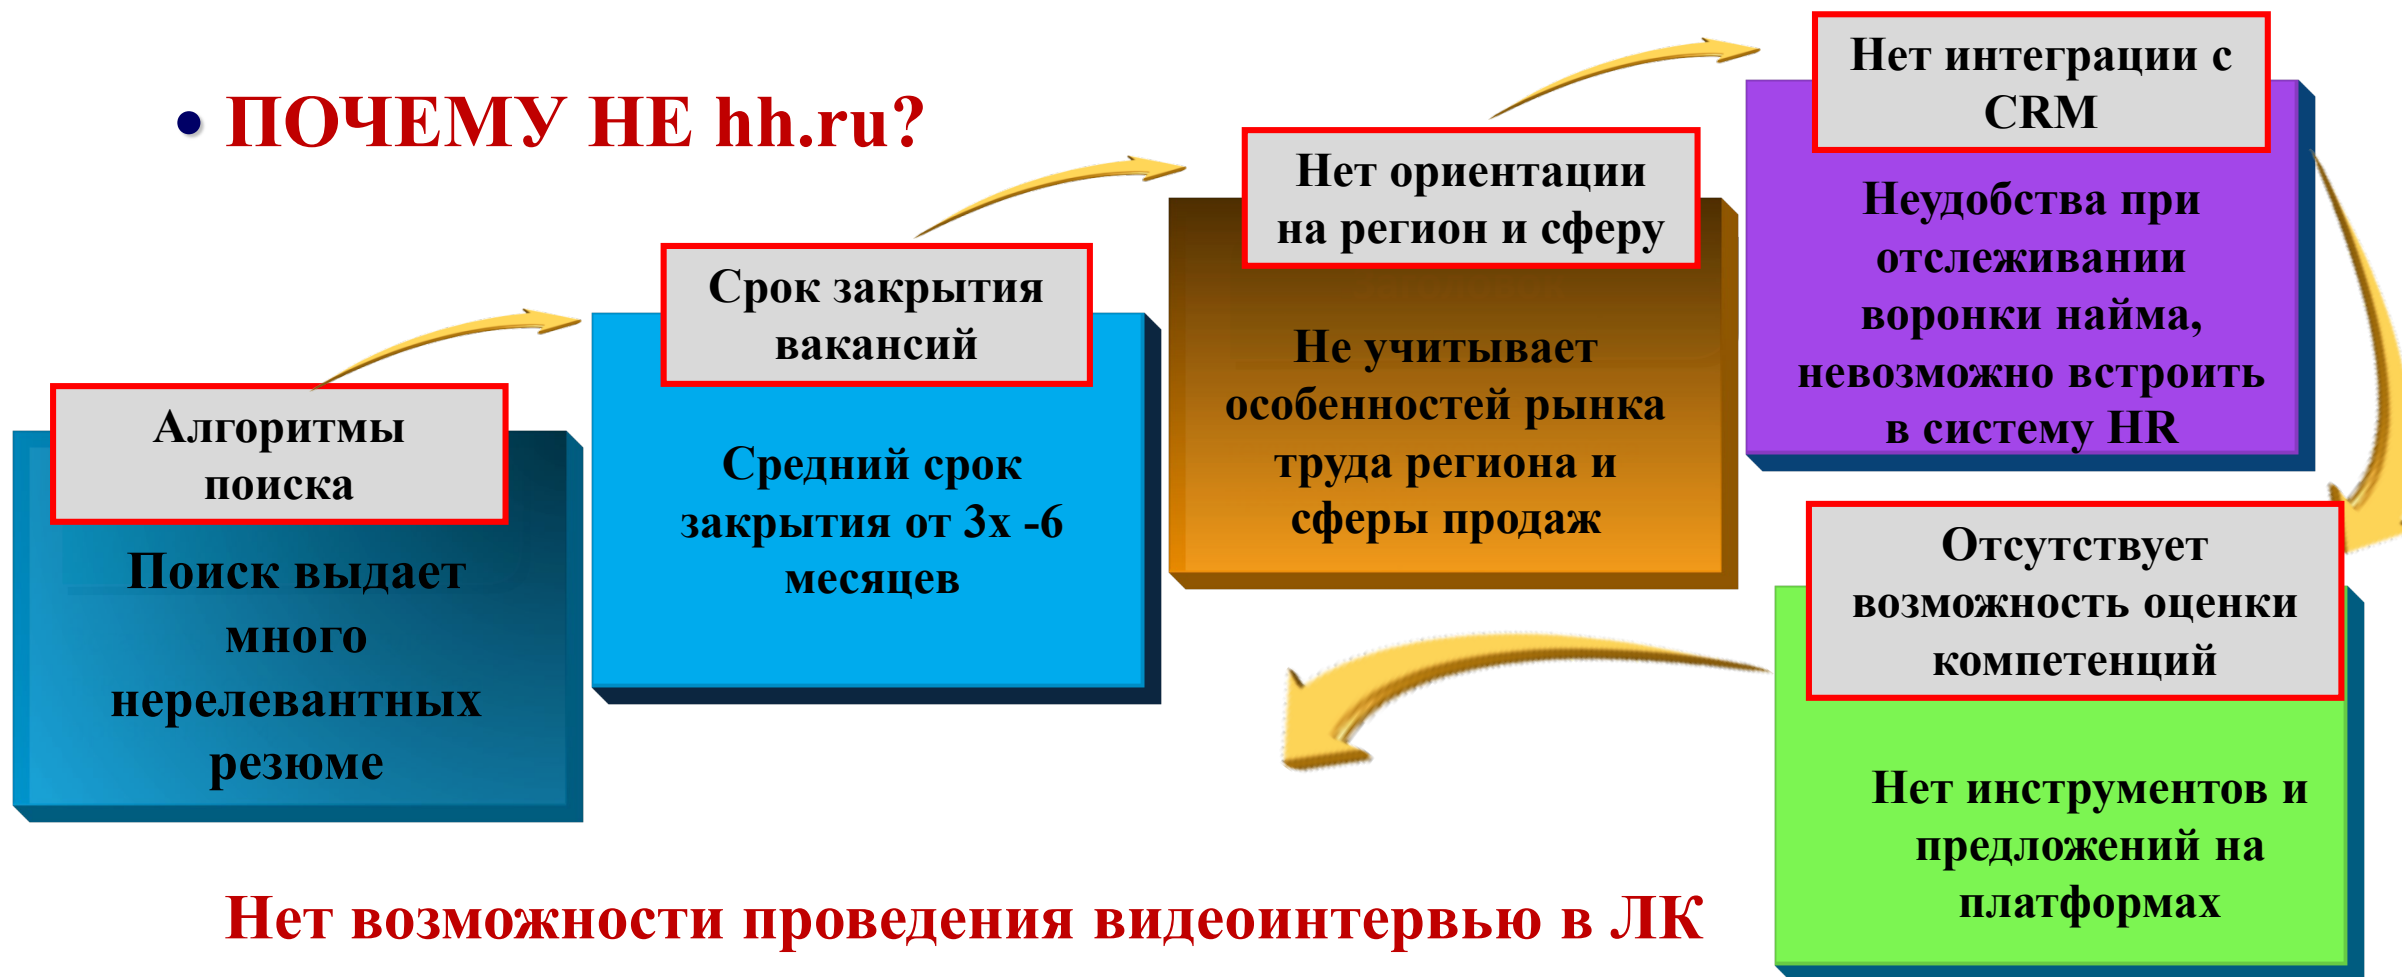 • ПОЧЕМУ НЕ hh.ru?
Алгоритмы
поиска
Поиск выдает
много
нерелевантных
резюме
Срок закрытия
вакансий
Средний срок
закрытия от 3х -6
месяцев
Нет ориентации
на регион и сферу
Не учитывает
особенностей рынка
труда региона и
сферы продаж
Нет интеграции с
CRM
Неудобства при
отслеживании
воронки найма,
невозможно встроить
в систему HR
Отсутствует
возможность оценки
компетенций
Нет инструментов и
предложений на
платформах
Нет возможности проведения видеоинтервью в ЛК